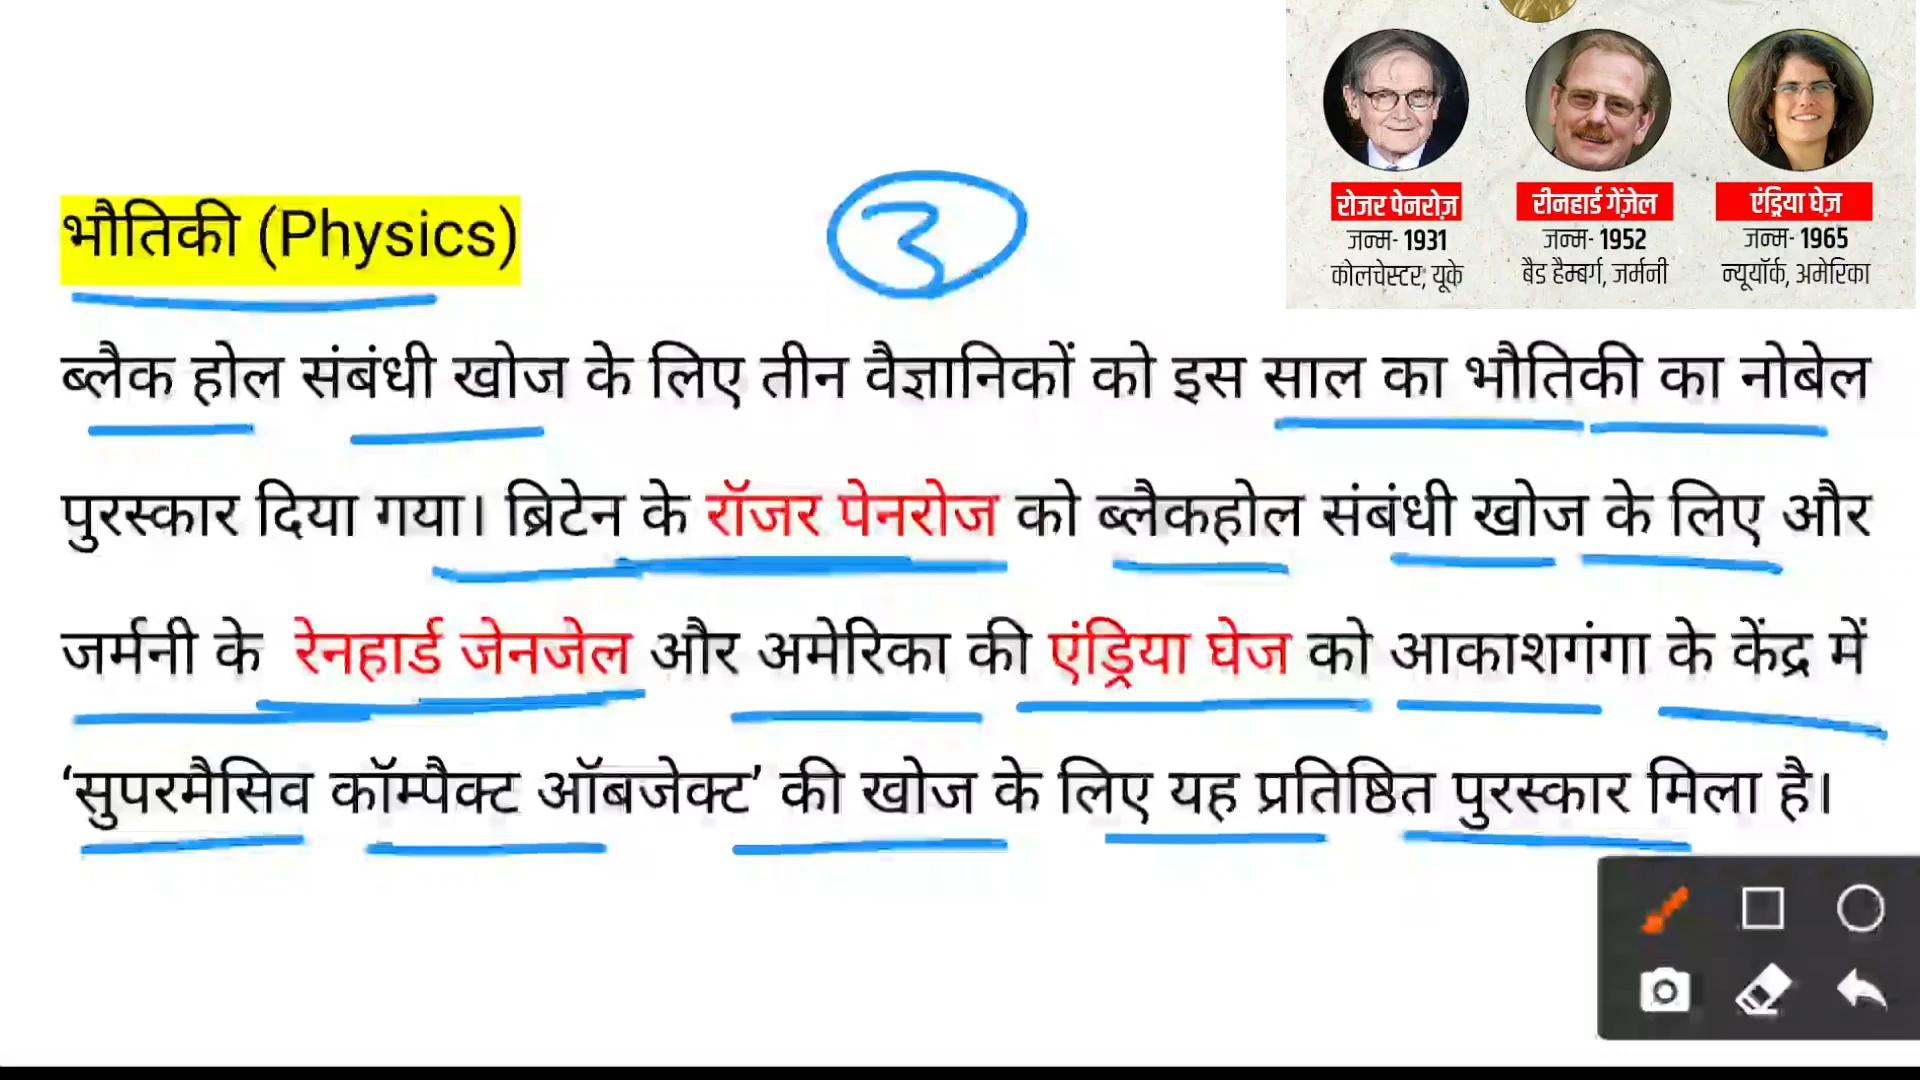 रोजर पेनरोज़
जन्म- 1931
कोलचेस्टर, यूके
रीनहार्ड गेंज़ेल
जन्म- 1952
बैड हैम्बर्ग, जर्मनी
एंड्रिया घेज़
जन्म- 1965
न्यूयॉर्क, अमेरिका
भौतिकी (Physics)
3
ब्लैक होल संबंधी खोज के लिए तीन वैज्ञानिकों को इस साल का भौतिकी का नोबेल
पुरस्कार दिया गया। ब्रिटेन के रॉजर पेनरोज को ब्लैकहोल संबंधी खोज के लिए और
जर्मनी के रेनहार्ड जेनजेल और अमेरिका की एंड्रिया घेज को आकाशगंगा के केंद्र में
‘सुपरमैसिव कॉम्पैक्ट ऑबजेक्ट’ की खोज के लिए यह प्रतिष्ठित पुरस्कार मिला है।